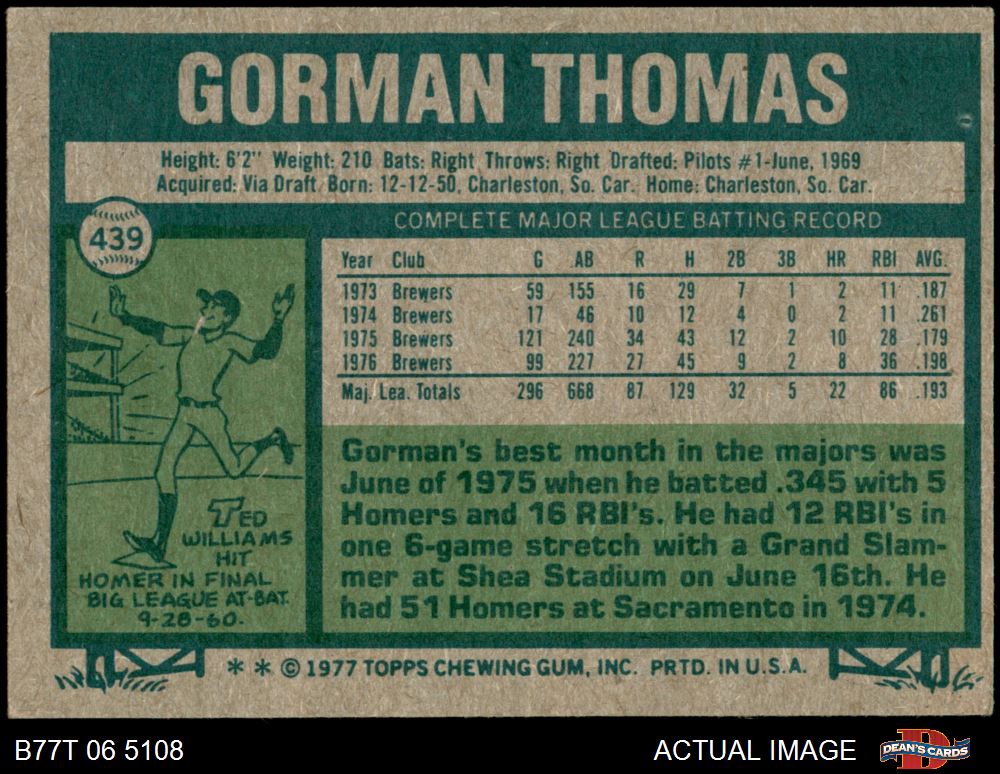 GORMAN THOMAS
Height: 6'2" Weight: 210 Bats: Right Throws: Right Drafted: Pilots #1-June, 1969
Acquired: Via Draft Born: 12-12-50, Charleston, So. Car. Home: Charleston, So. Car.
439
COMPLETE MAJOR LEAGUE BATTING RECORD
Year Club G AB R H 2B 3B HR RBI AVG.
1973 Brewers 59 155 16 29 7 1 2 11 .187
1974 Brewers 17 46 10 12 4 0 2 11 .261
1975 Brewers 121 240 34 43 12 2 10 28 .179
1976 Brewers 99 227 27 45 9 2 8 36 .198
Maj. Lea. Totals 296 668 87 129 32 5 22 86 .193
TED
WILLIAMS
HIT
HOMER IN FINAL
BIG LEAGUE AT-BAT.
9-28-60.
Gorman's best month in the majors was
June of 1975 when he batted .345 with 5
Homers and 16 RBI's. He had 12 RBI's in
one 6-game stretch with a Grand Slam-
mer at Shea Stadium on June 16th. He
had 51 Homers at Sacramento in 1974.
* * © 1977 TOPPS CHEWING GUM, INC. PRTD. IN U.S.A.
B77T 06 5108
ACTUAL IMAGE
DEAN'S CARDS